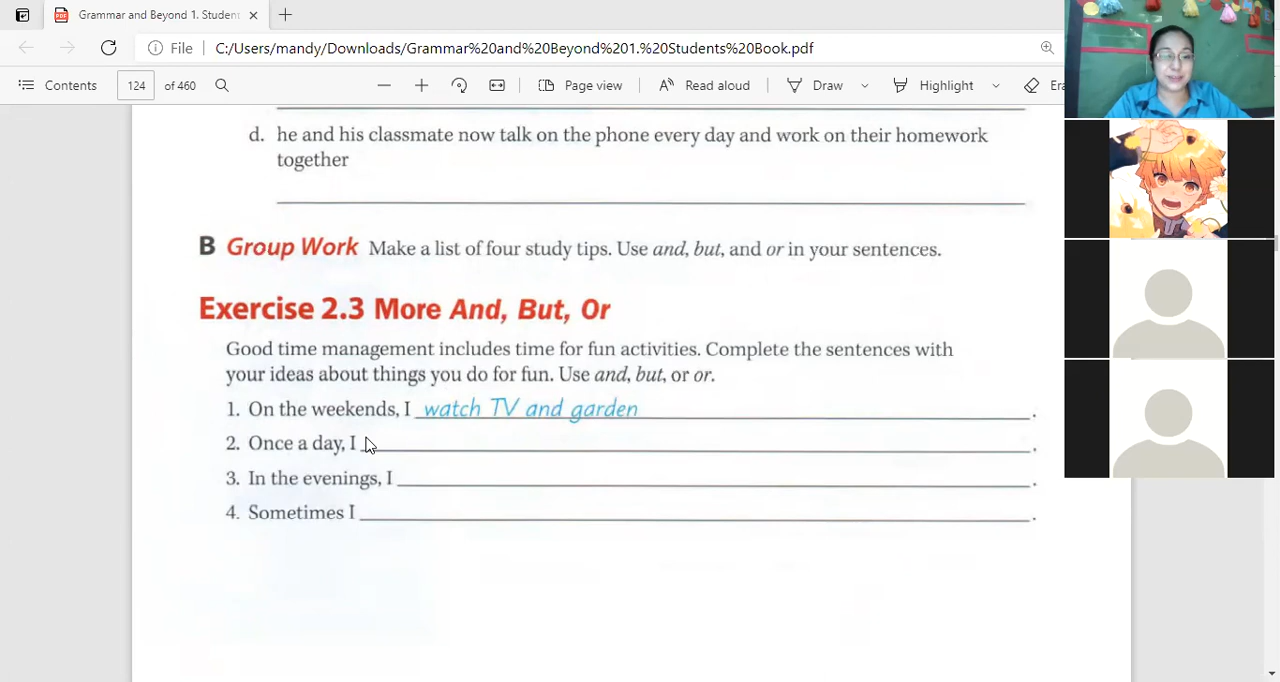 Grammar and Beyond 1. Student
File C:/Users/mandy/Downloads/Grammar%20and%20Beyond%201.%20Students%20Book.pdf
Contents 124 of 460 Page view Read aloud Draw Highlight Era
d. he and his classmate now talk on the phone every day and work on their homework
together
B Group Work Make a list of four study tips. Use and, but, and or in your sentences.
Exercise 2.3 More And, But, Or
Good time management includes time for fun activities. Complete the sentences with
your ideas about things you do for fun. Use and, but, or or.
1. On the weekends, I watch TV and garden.
2. Once a day, I .
3. In the evenings, I .
4. Sometimes I .